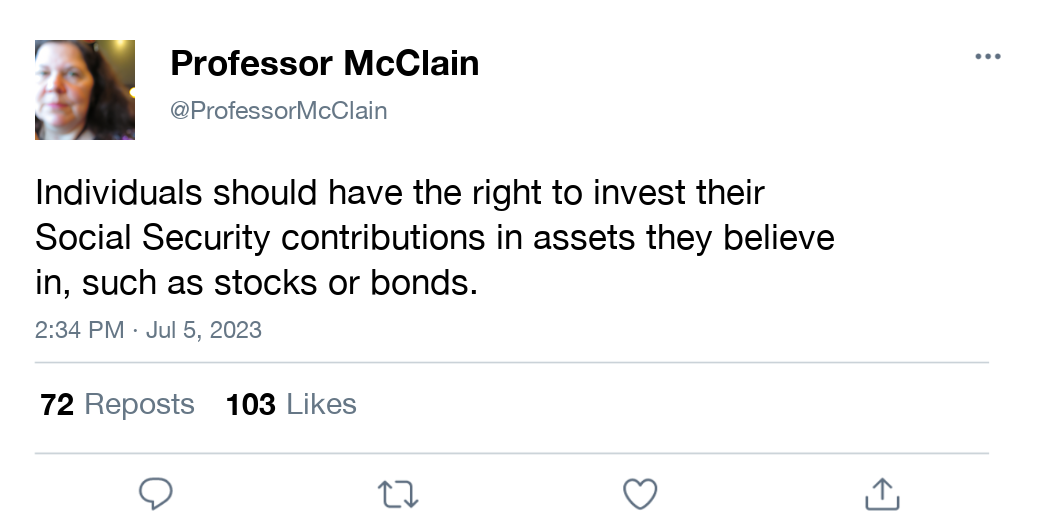 Professor McClain
@ProfessorMcClain
Individuals should have the right to invest their
Social Security contributions in assets they believe
in, such as stocks or bonds.
2:34 PM · Jul 5, 2023
72 Reposts 103 Likes